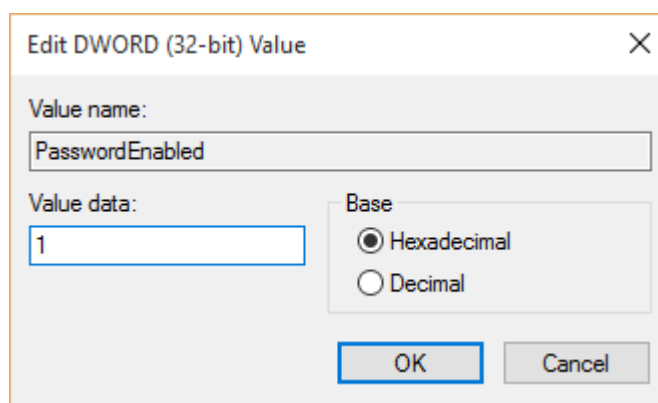 Edit DWORD (32-bit) Value
Value name:
PasswordEnabled
Value data:
1
Base
Hexadecimal
Decimal
OK
Cancel